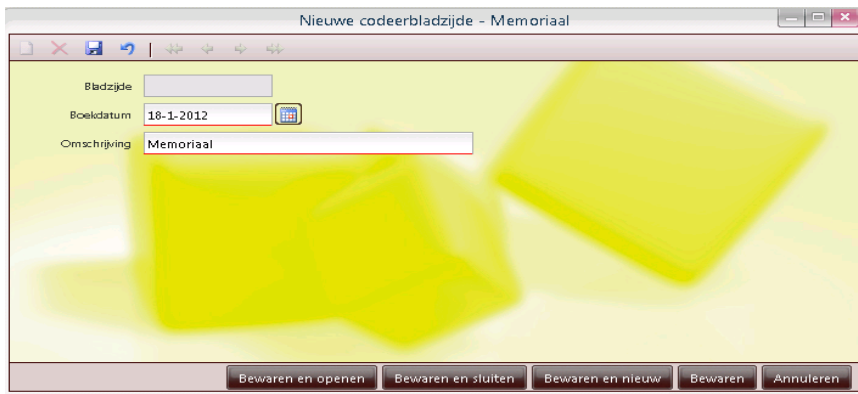 Nieuwe codeerbladzijde - Memoriaal
Bladzijde
Boekdatum 18-1-2012
Omschrijving Memoriaal
Bewaren en openen Bewaren en sluiten Bewaren en nieuw Bewaren Annuleren